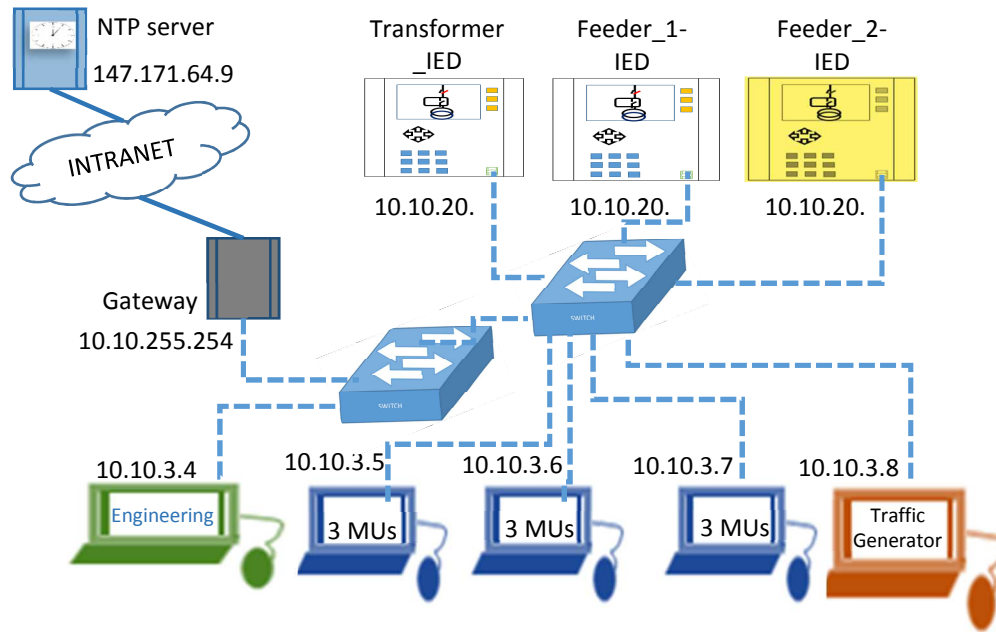 NTP server
147.171.64.9
INTRANET
Gateway
10.10.255.254
Transformer
_IED
10.10.20.
Feeder_1-
IED
10.10.20.
Feeder_2-
IED
10.10.20.
SWITCH
SWITCH
10.10.3.4
10.10.3.5
10.10.3.6
10.10.3.7
10.10.3.8
Engineering
3 MUs
3 MUs
3 MUs
Traffic
Generator